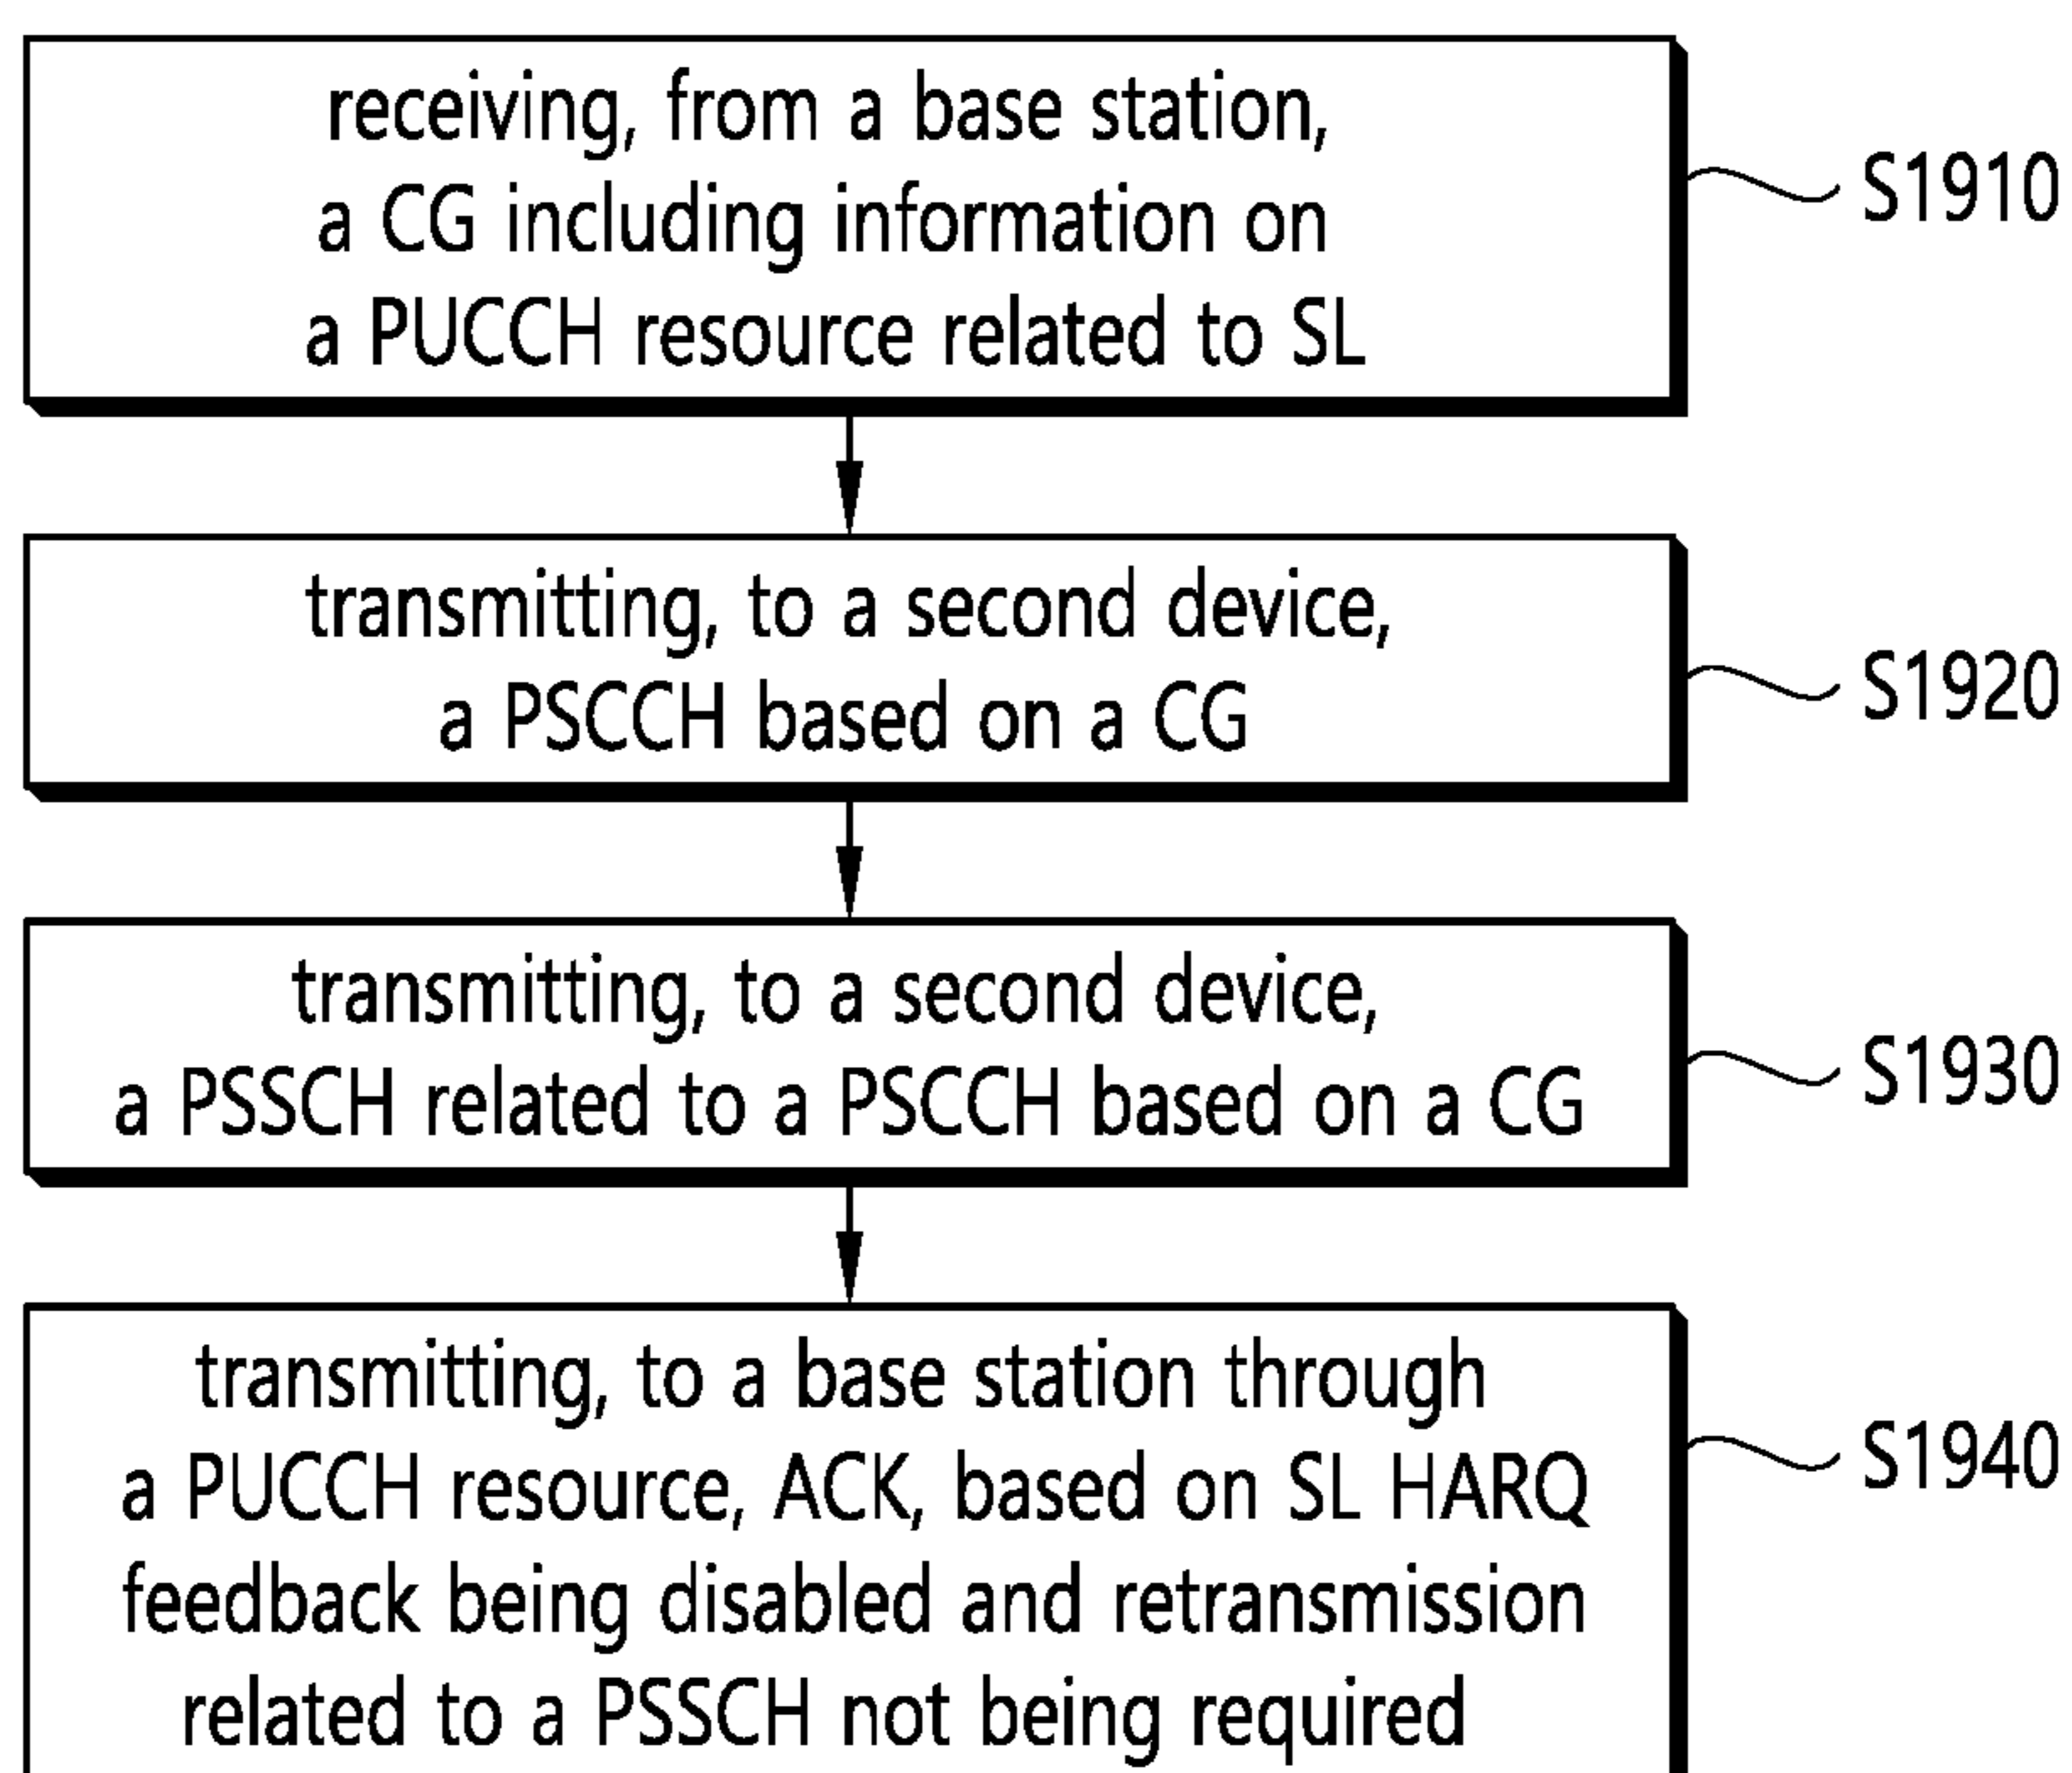 receiving, from a base station,
a CG including information on
a PUCCH resource related to SL
S1910
transmitting, to a second device,
a PSCCH based on a CG
S1920
transmitting, to a second device,
a PSSCH related to a PSCCH based on a CG
S1930
transmitting, to a base station through
a PUCCH resource, ACK, based on SL HARQ
feedback being disabled and retransmission
related to a PSSCH not being required
S1940